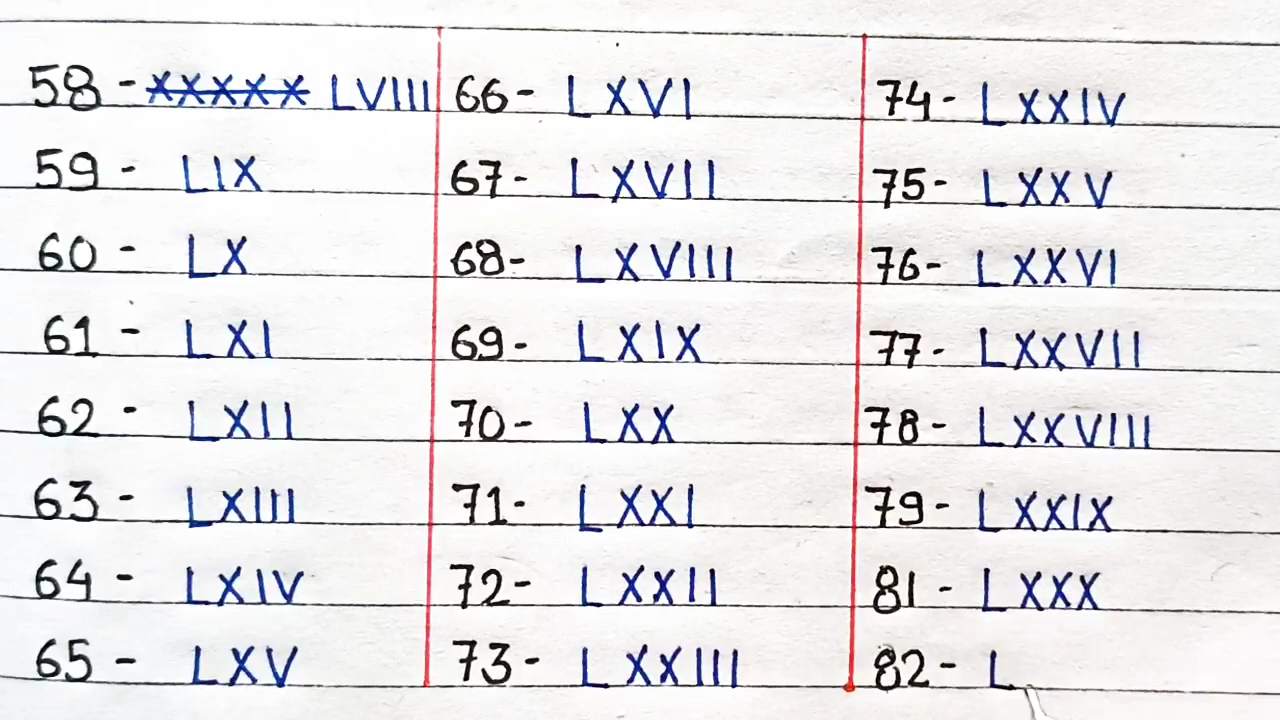 58 - XXXXX LVIII
59 - LIX
60 - LX
61 - LXI
62 - LXII
63 - LXIII
64 - LXIV
65 - LXV
66 - LXVI
67 - LXVII
68 - LXVIII
69 - LXIX
70 - LXX
71 - LXXI
72 - LXXII
73 - LXXIII
74 - LXXIV
75 - LXXV
76 - LXXVI
77 - LXXVII
78 - LXXVIII
79 - LXXIX
81 - LXXX
82 - L